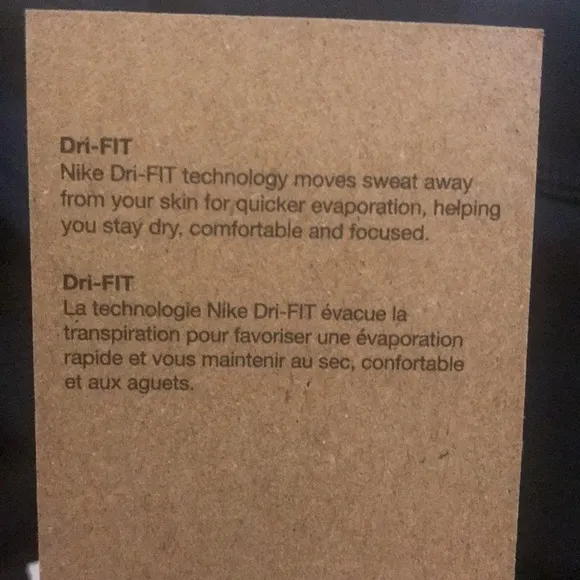 Dri-FIT
Nike Dri-FIT technology moves sweat away
from your skin for quicker evaporation, helping
you stay dry, comfortable and focused.
Dri-FIT
La technologie Nike Dri-FIT évacue la
transpiration pour favoriser une évaporation
rapide et vous maintenir au sec, confortable
et aux aguets.